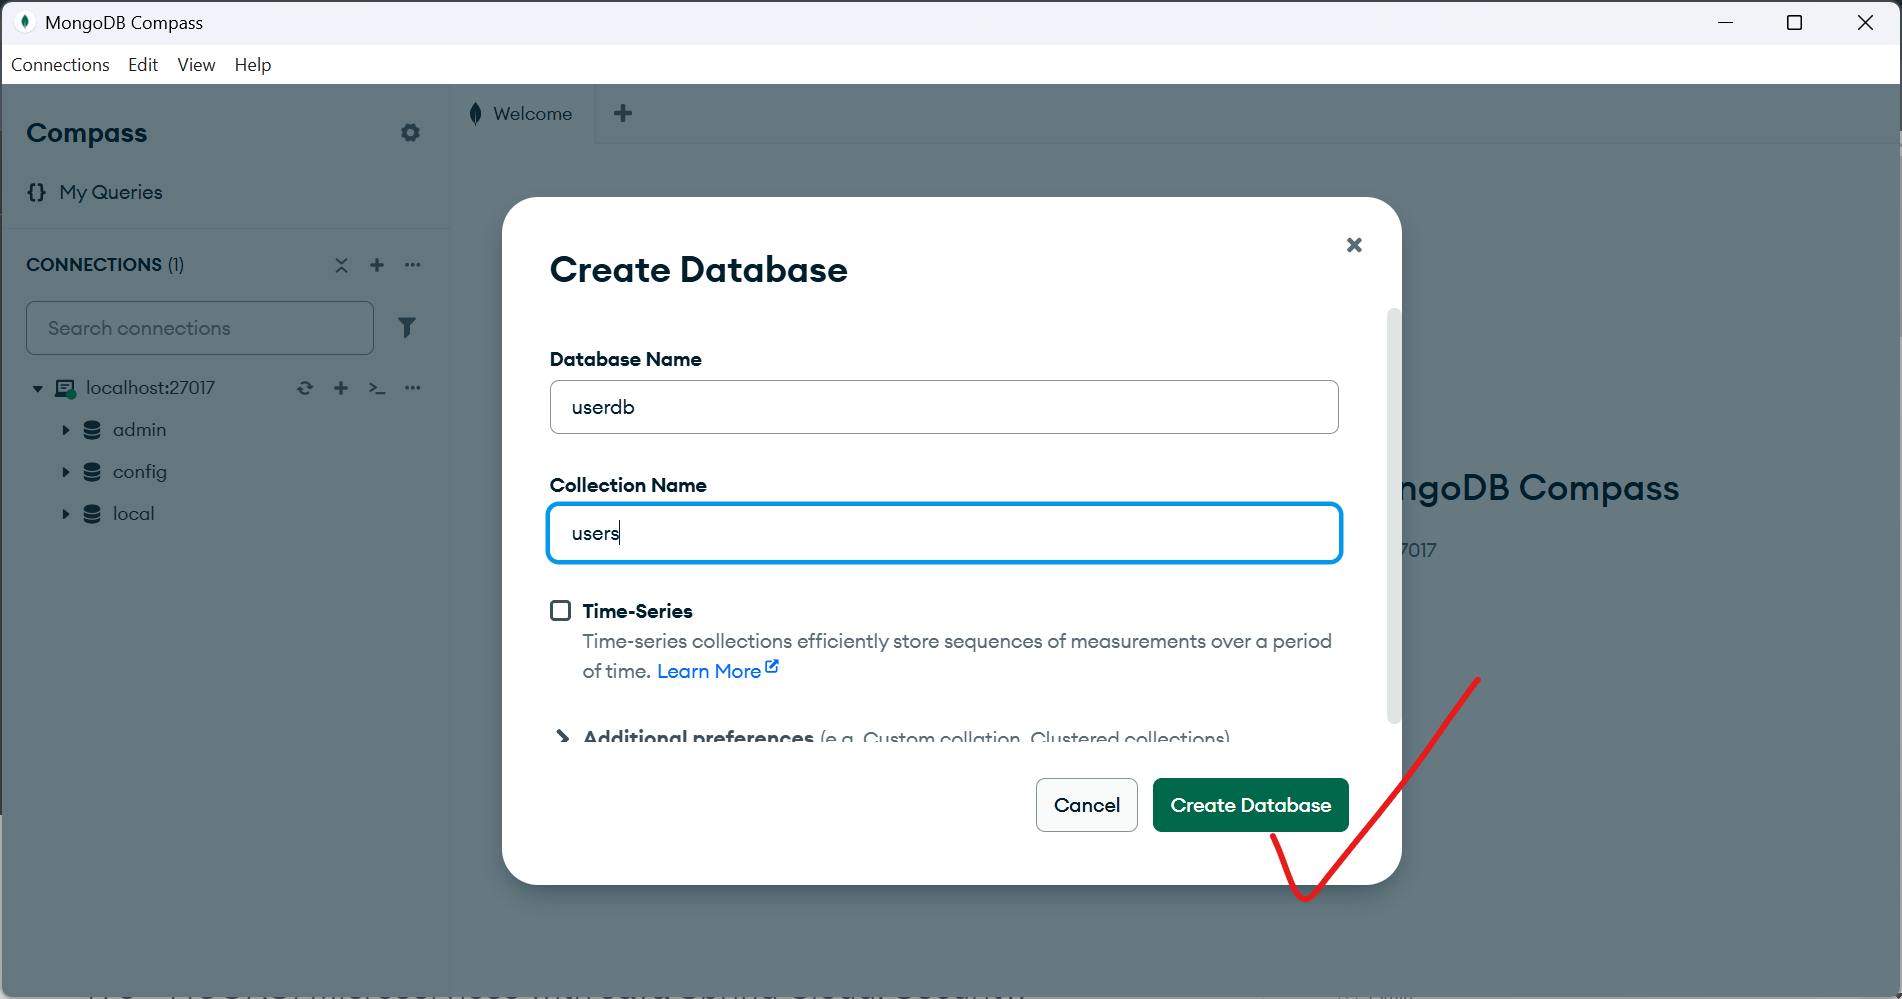 MongoDB Compass
Connections Edit View Help
Compass
Welcome
{} My Queries
CONNECTIONS (1)
Search connections
localhost:27017
admin
config
local
Create Database
Database Name
userdb
Collection Name
users
ngoDB Compass
7017
Time-Series
Time-series collections efficiently store sequences of measurements over a period
of time. Learn More
Additional preferences (e.g. Custom collation, Clustered collections)
Cancel
Create Database